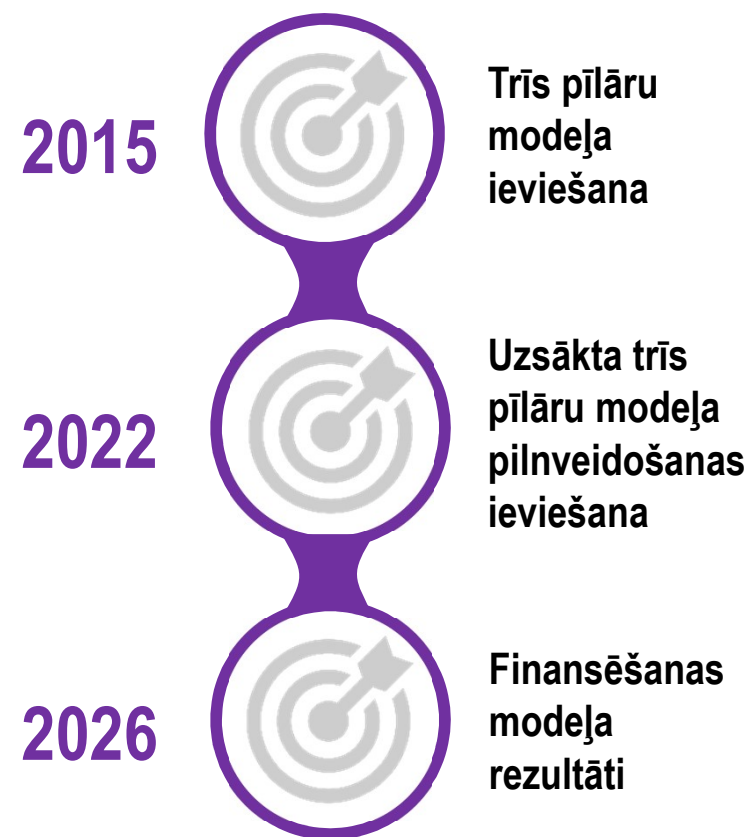 2015
Trīs pīlāru
modeļa
ieviešana
2022
Uzsākta trīs
pīlāru modeļa
pilnveidošanas
ieviešana
2026
Finansēšanas
modeļa
rezultāti